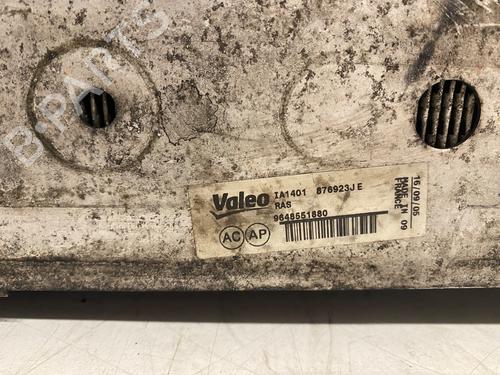 B-PARTS
Valeo
IA1401 876923J E
RAS
9648551880
AC AP
16/09/05
MADE IN 09
FRANCE